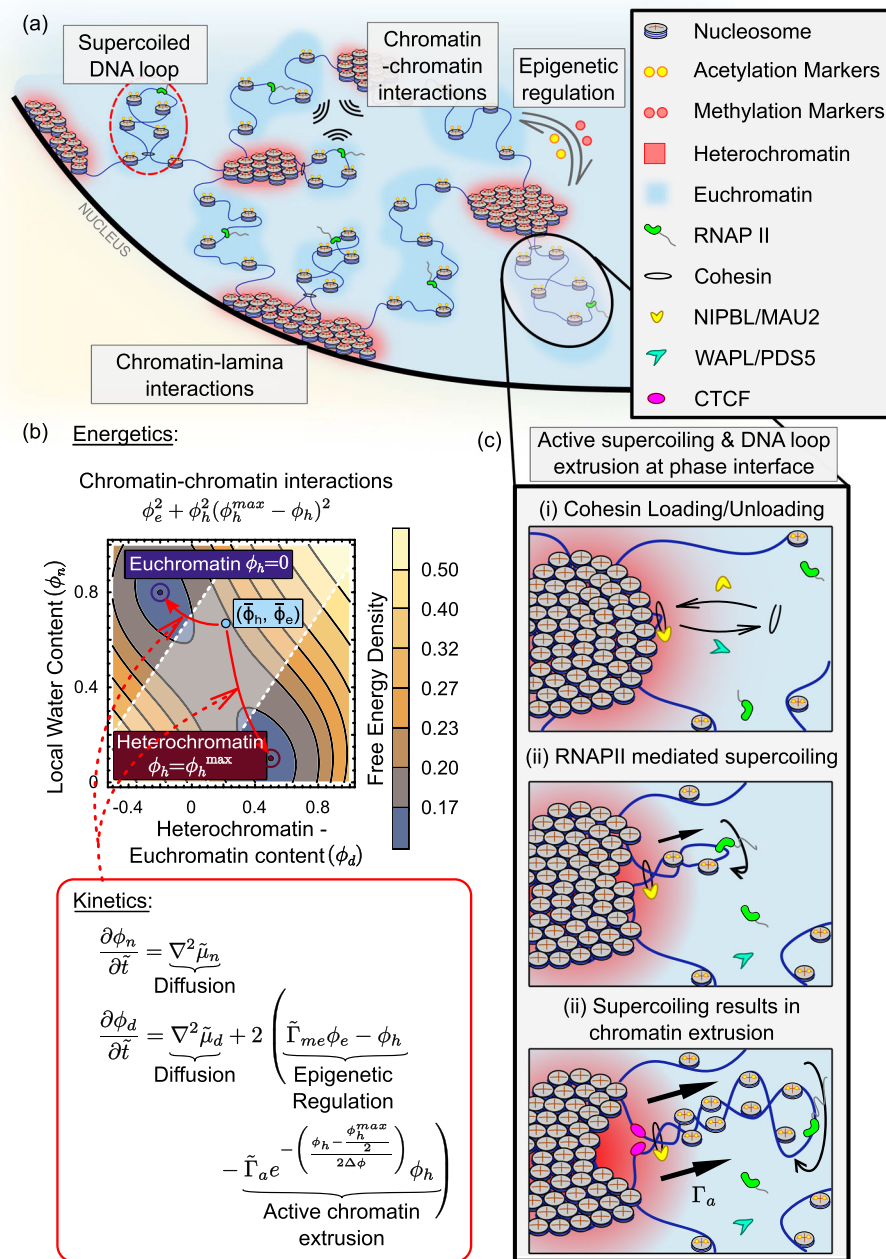 (a)
Supercoiled
DNA loop
Chromatin
-chromatin
interactions
Epigenetic
regulation
NUCLEUS
Chromatin-lamina
interactions
Nucleosome
Acetylation Markers
Methylation Markers
Heterochromatin
Euchromatin
RNAP II
Cohesin
NIPBL/MAU2
WAPL/PDS5
CTCF
(b) Energetics:
Chromatin-chromatin interactions
ϕ_e^2 + ϕ_h^2(ϕ_h^{max} − ϕ_h)^2
Local Water Content (ϕ_n)
0.8
0.4
0
Euchromatin ϕ_h=0
(ϕ̄_h, ϕ̄_e)
Heterochromatin
ϕ_h=ϕ_h^{max}
-0.4 0 0.4 0.8
Heterochromatin -
Euchromatin content (ϕ_d)
Free Energy Density
0.50
0.40
0.32
0.27
0.23
0.20
0.17
Kinetics:
∂ϕ_n/∂t̃ = ∇²μ̃_n
Diffusion
∂ϕ_d/∂t̃ = ∇²μ̃_d + 2 ( Γ̃_{me}ϕ_e − ϕ_h
Diffusion
Epigenetic
Regulation
− Γ̃_a e^{−((ϕ_h − ϕ_h^{max}/2)/(2Δϕ))} ϕ_h )
Active chromatin
extrusion
(c)
Active supercoiling & DNA loop
extrusion at phase interface
(i) Cohesin Loading/Unloading
(ii) RNAPII mediated supercoiling
(ii) Supercoiling results in
chromatin extrusion
Γ_a